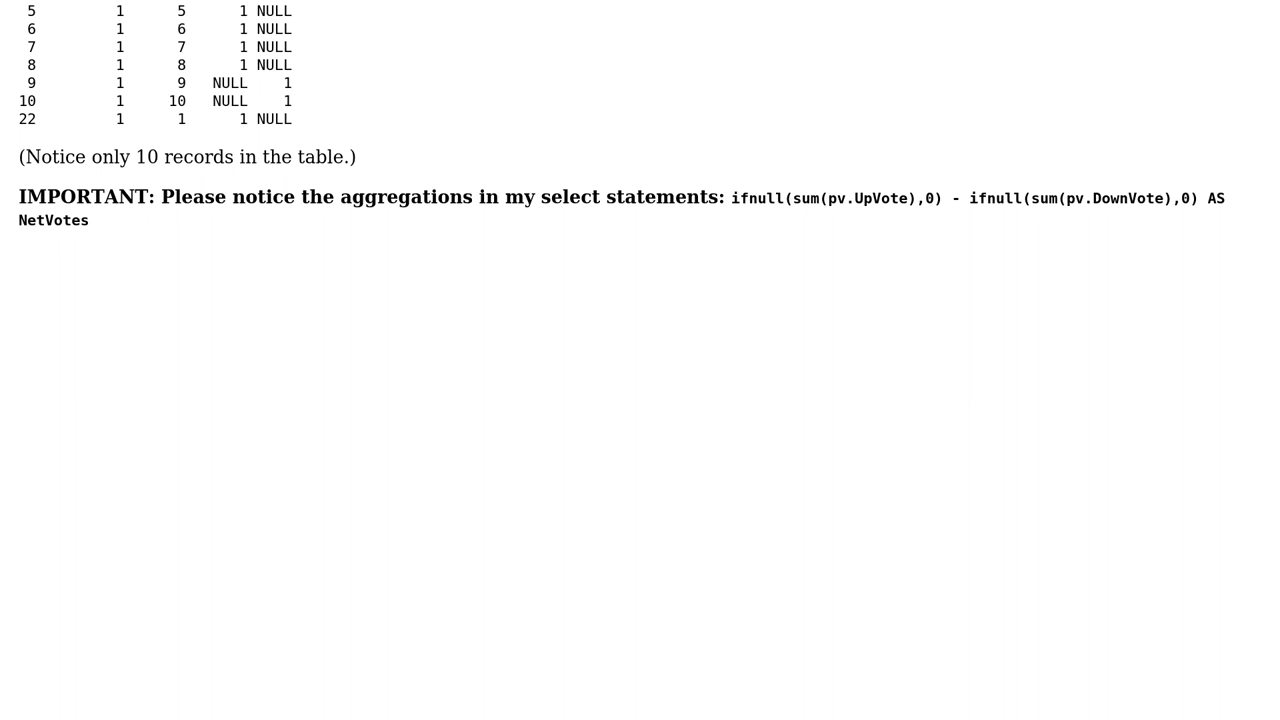 5 1 5 1 NULL
6 1 6 1 NULL
7 1 7 1 NULL
8 1 8 1 NULL
9 1 9 NULL 1
10 1 10 NULL 1
22 1 1 1 NULL
(Notice only 10 records in the table.)
IMPORTANT: Please notice the aggregations in my select statements: ifnull(sum(pv.UpVote),0) - ifnull(sum(pv.DownVote),0) AS
NetVotes